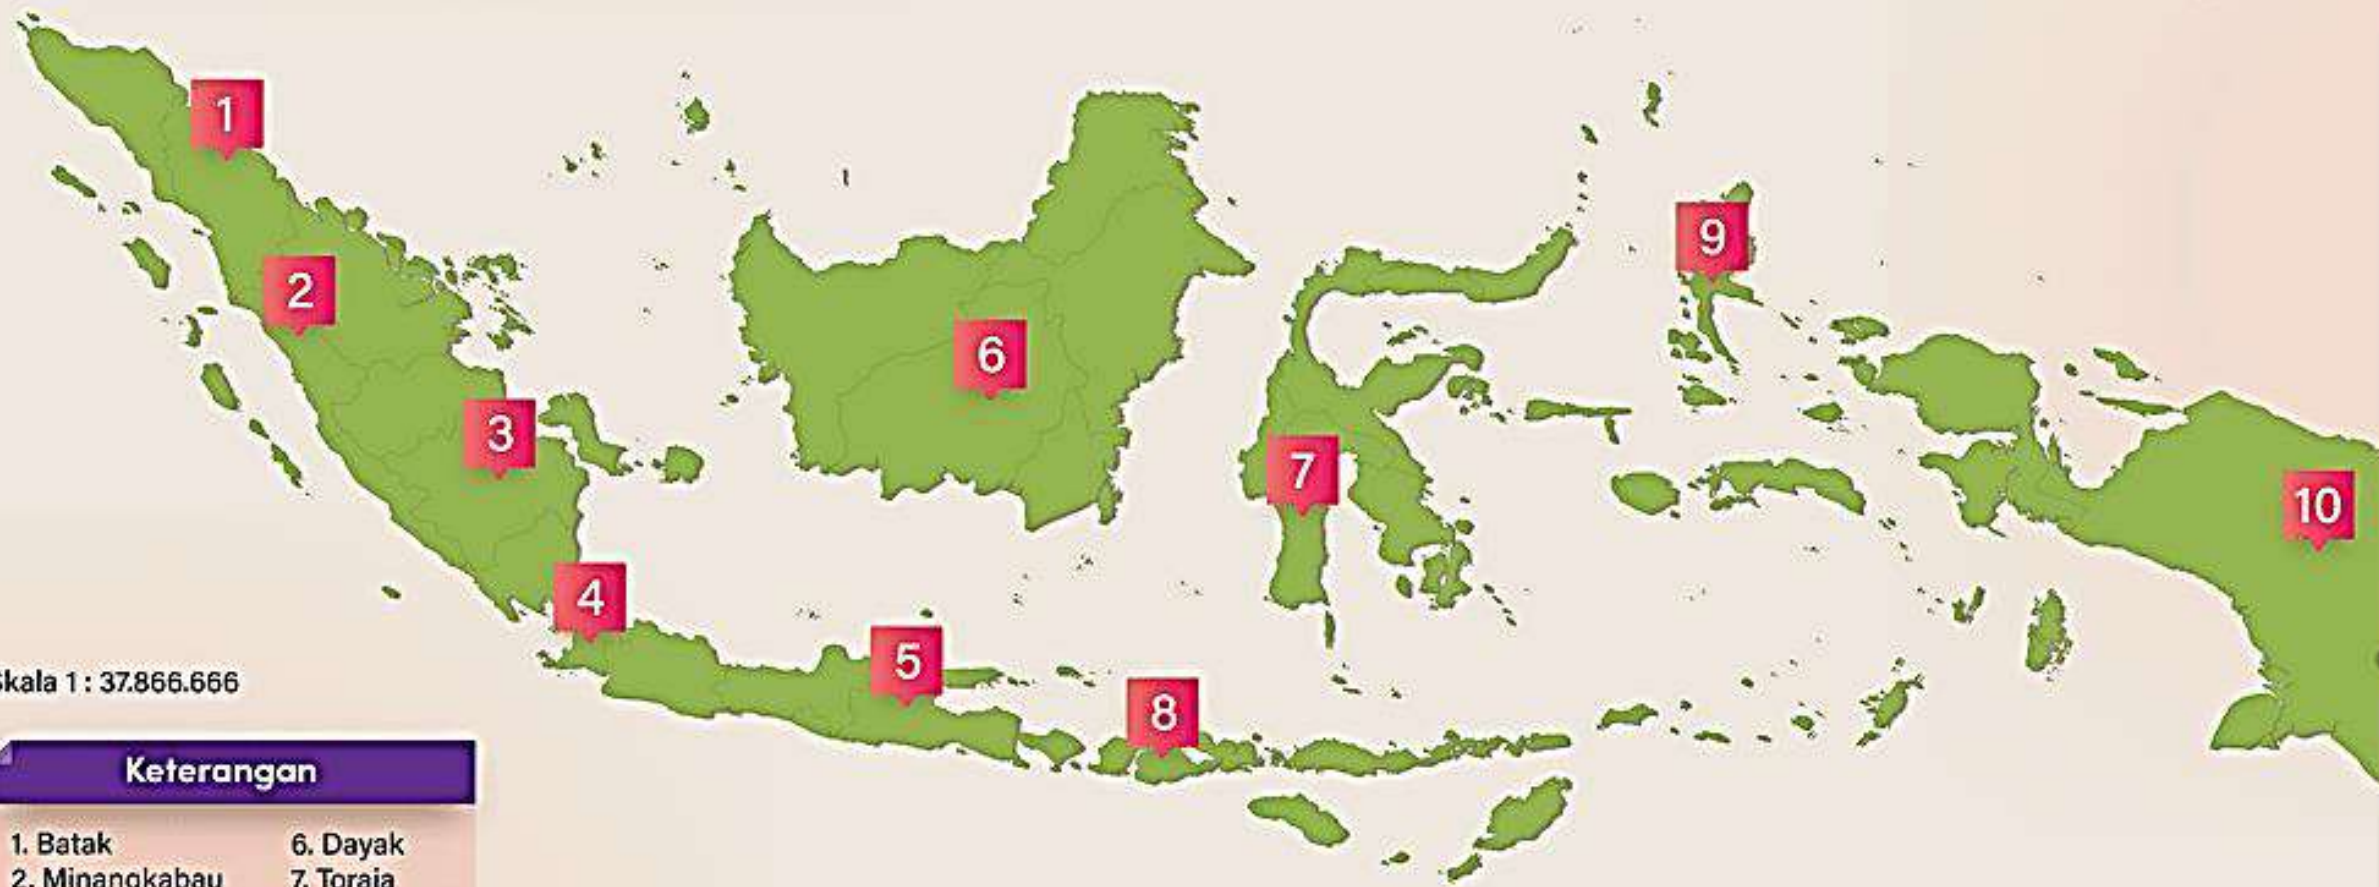 1
2
3
4
5
6
7
8
9
10
Skala 1 : 37.866.666
Keterangan
1. Batak
6. Dayak
2. Minangkabau
7. Toraja